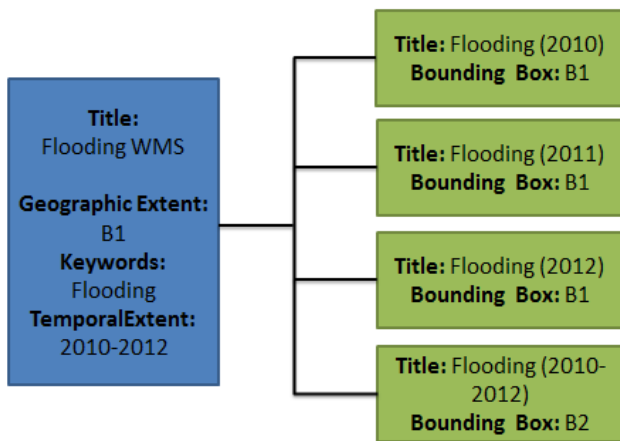 Title:
Flooding WMS
Geographic Extent:
B1
Keywords:
Flooding
TemporalExtent:
2010-2012
Title: Flooding (2010)
Bounding Box: B1
Title: Flooding (2011)
Bounding Box: B1
Title: Flooding (2012)
Bounding Box: B1
Title: Flooding (2010-
2012)
Bounding Box: B2